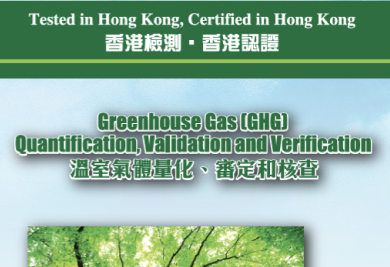 Tested in Hong Kong, Certified in Hong Kong
香港檢測 · 香港認證
Greenhouse Gas (GHG)
Quantification, Validation and Verification
溫室氣體量化、審定和核查